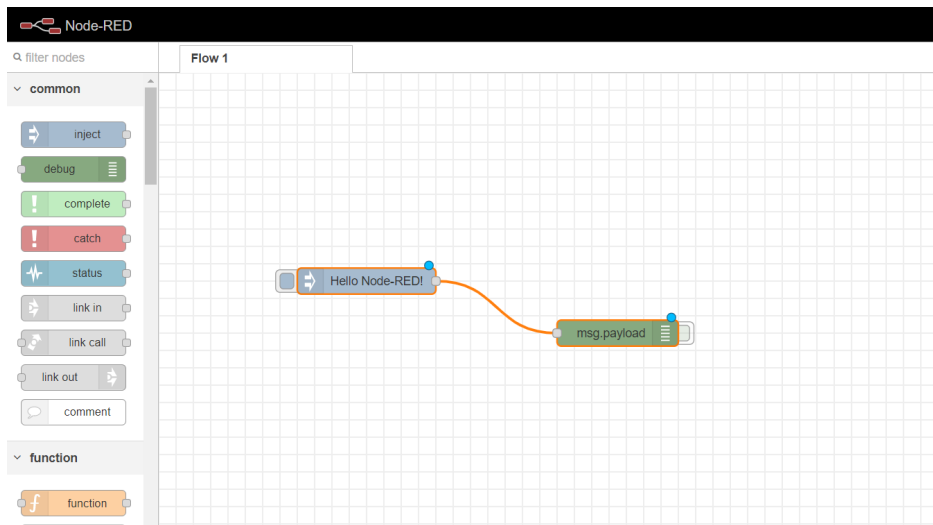 Node-RED
filter nodes
Flow 1
common
inject
debug
complete
catch
status
link in
link call
link out
comment
function
function
Hello Node-RED!
msg.payload